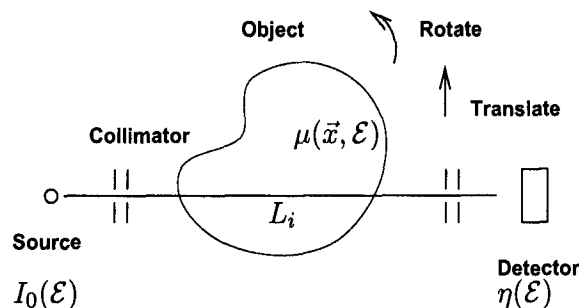 Object
Rotate
Translate
Collimator
μ(x⃗, ℰ)
L_i
Source
Detector
I_0(ℰ)
η(ℰ)